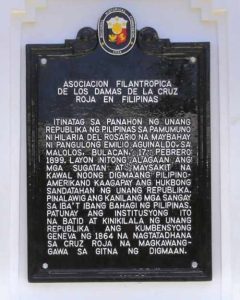 ASOCIACION FILANTROPICA
DE LOS DAMAS DE LA CRUZ
ROJA EN FILIPINAS
ITINATAG SA PANAHON NG UNANG
REPUBLIKA NG PILIPINAS SA PAMUMUNO
NI HILARIA DEL ROSARIO NA MAYBAHAY
NI PANGULONG EMILIO AGUINALDO SA
MALOLOS, BULACAN, 17 PEBRERO
1899. LAYON NITONG ALAGAAN ANG
MGA SUGATAN AT MAYSAKIT NA
KAWAL NOONG DIGMAANG PILIPINO-
AMERIKANO KAAGAPAY ANG HUKBONG
SANDATAHAN NG UNANG REPUBLIKA.
PINALAWIG ANG KANILANG MGA SANGAY
SA IBA'T IBANG BAHAGI NG PILIPINAS.
PATUNAY ANG INSTITUSYONG ITO
NA BATID AT KINIKILALA NG UNANG
REPUBLIKA ANG KUMBENSYONG
GENEVA NG 1864 NA NAGTATADHANA
SA CRUZ ROJA NA MAGKAWANG-
GAWA SA GITNA NG DIGMAAN.